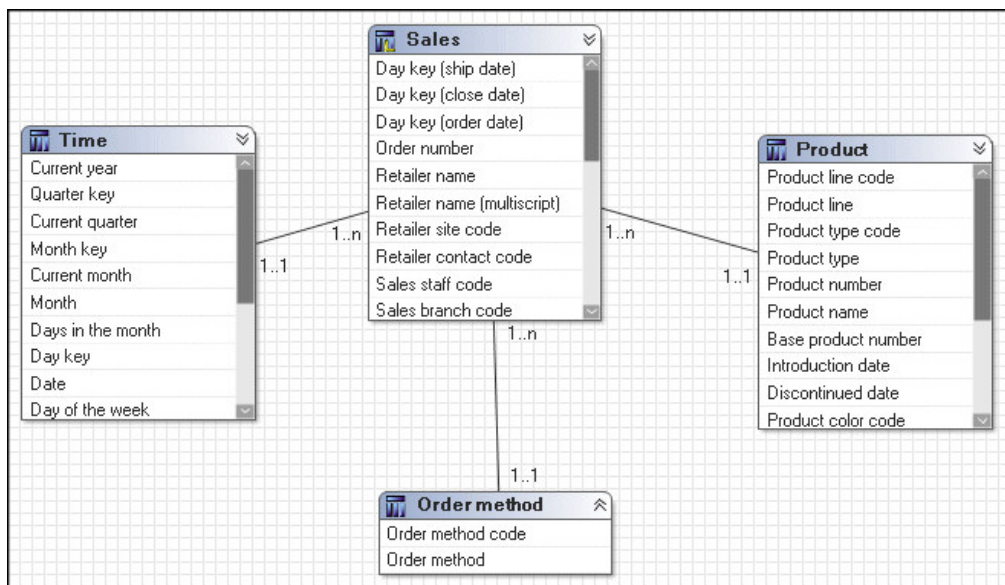 Sales
Day key (ship date)
Day key (close date)
Day key (order date)
Order number
Retailer name
Retailer name (multiscript)
Retailer site code
Retailer contact code
Sales staff code
Sales branch code
Time
Current year
Quarter key
Current quarter
Month key
Current month
Month
Days in the month
Day key
Date
Day of the week
Product
Product line code
Product line
Product type code
Product type
Product number
Product name
Base product number
Introduction date
Discontinued date
Product color code
1..n
1..1
1..n
1..1
1..n
1..1
Order method
Order method code
Order method